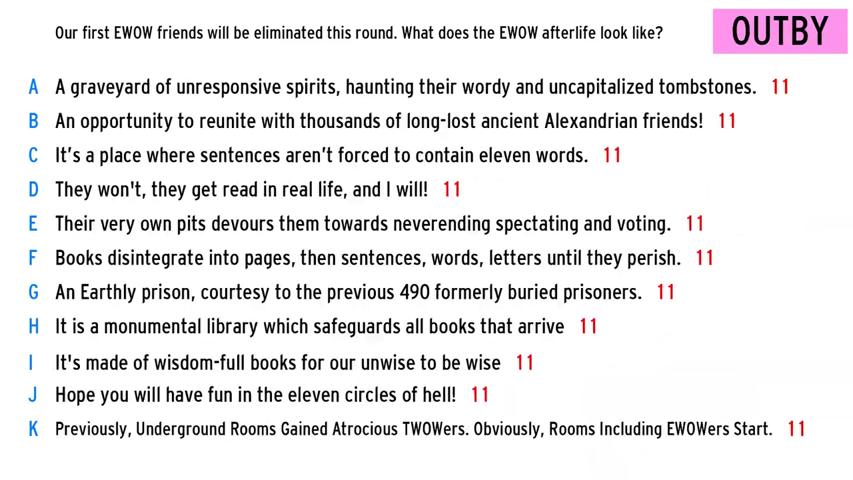 Our first EWOW friends will be eliminated this round. What does the EWOW afterlife look like?
OUTBY
A A graveyard of unresponsive spirits, haunting their wordy and uncapitalized tombstones. 11
B An opportunity to reunite with thousands of long-lost ancient Alexandrian friends! 11
C It's a place where sentences aren't forced to contain eleven words. 11
D They won't, they get read in real life, and I will! 11
E Their very own pits devours them towards neverending spectating and voting. 11
F Books disintegrate into pages, then sentences, words, letters until they perish. 11
G An Earthly prison, courtesy to the previous 490 formerly buried prisoners. 11
H It is a monumental library which safeguards all books that arrive 11
I It's made of wisdom-full books for our unwise to be wise 11
J Hope you will have fun in the eleven circles of hell! 11
K Previously, Underground Rooms Gained Atrocious TWOWers. Obviously, Rooms Including EWOWers Start. 11